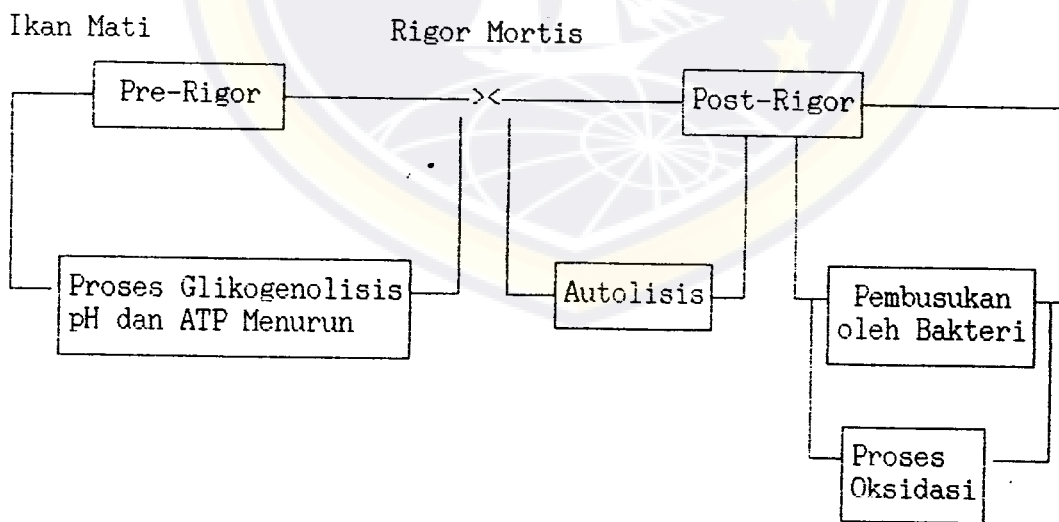 Ikan Mati
Rigor Mortis
Pre-Rigor
><
Post-Rigor
Proses Glikogenolisis
pH dan ATP Menurun
Autolisis
Pembusukan
oleh Bakteri
Proses
Oksidasi